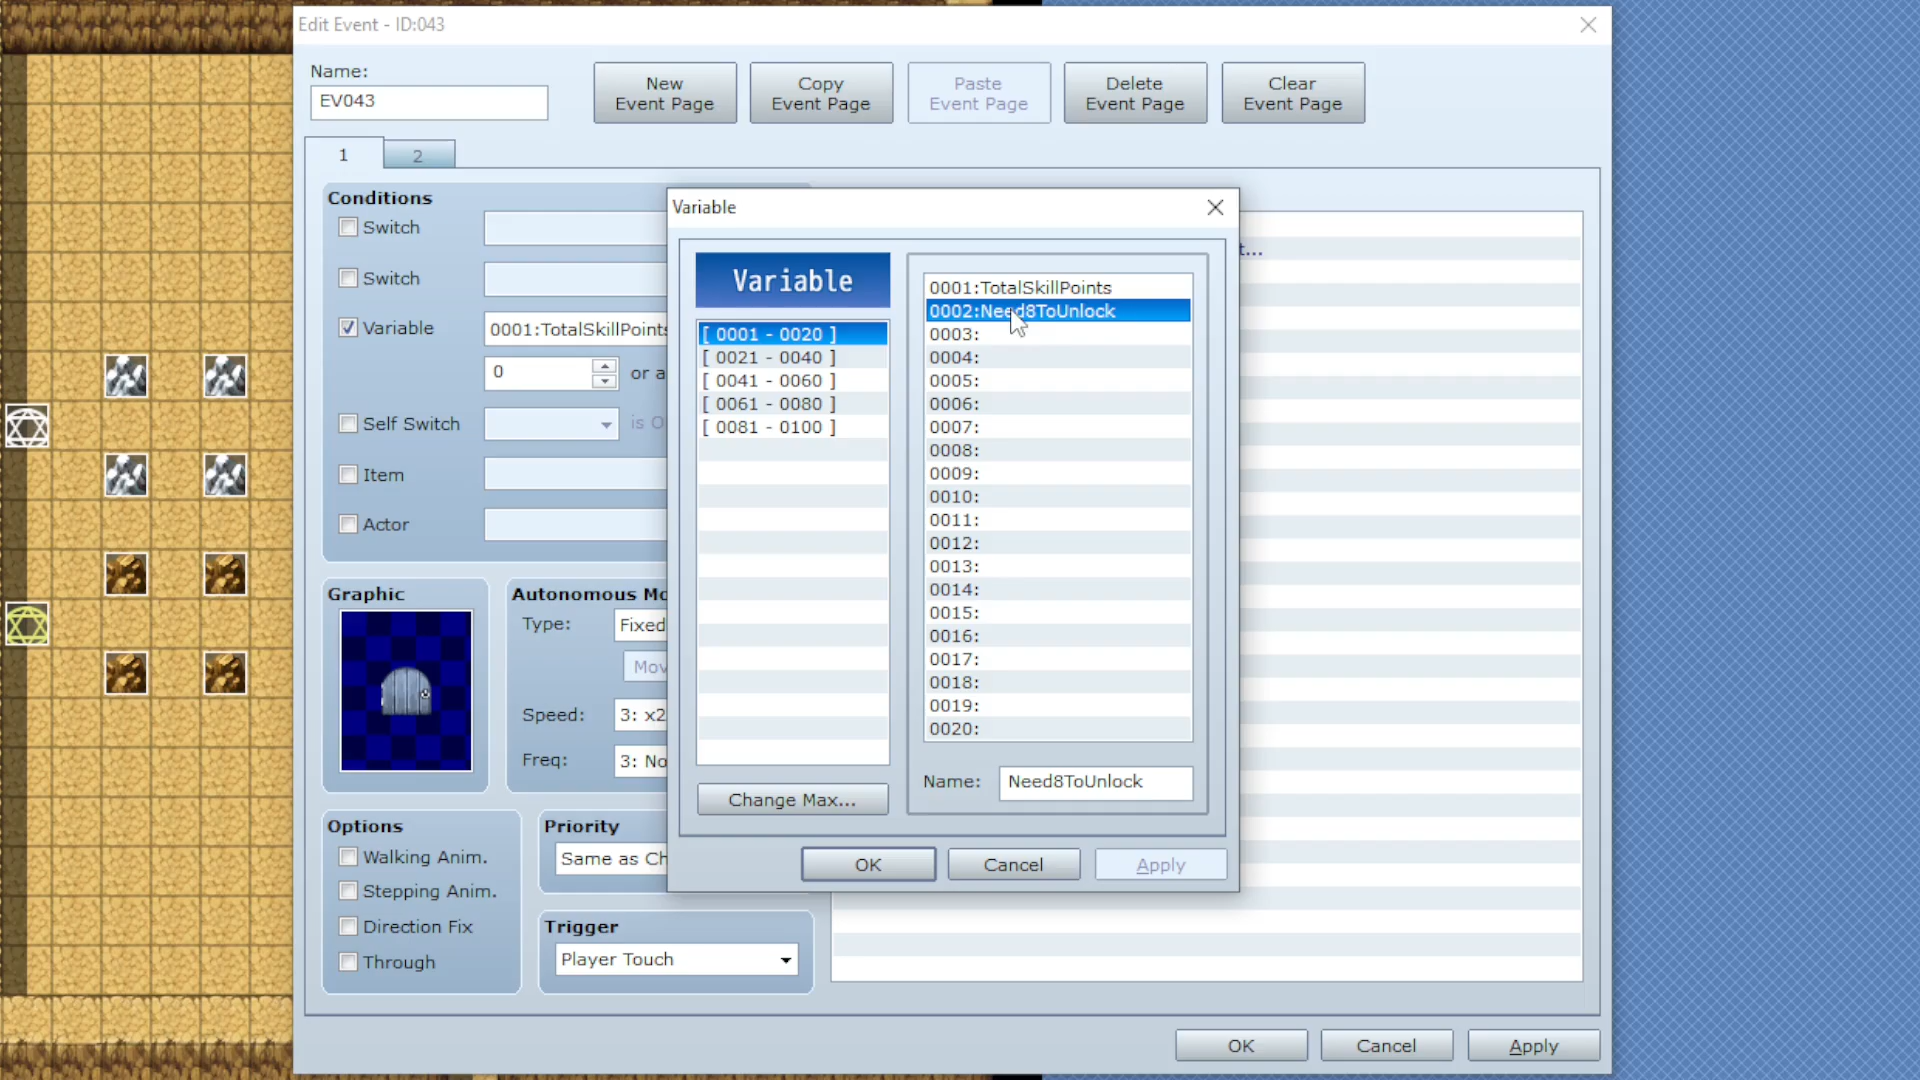 Edit Event - ID:043
Name:
EV043
New
Event Page
Copy
Event Page
Paste
Event Page
Delete
Event Page
Clear
Event Page
1
2
Conditions
Switch
Switch
Variable
0001:TotalSkillPoints
0
or a
Self Switch
is O
Item
Actor
Graphic
Autonomous Mo
Type:
Fixed
Mov
Speed:
3: x2
Freq:
3: No
Options
Walking Anim.
Stepping Anim.
Direction Fix
Through
Priority
Same as Ch
Trigger
Player Touch
t...
Variable
Variable
[ 0001 - 0020 ]
[ 0021 - 0040 ]
[ 0041 - 0060 ]
[ 0061 - 0080 ]
[ 0081 - 0100 ]
Change Max...
0001:TotalSkillPoints
0002:Need8ToUnlock
0003:
0004:
0005:
0006:
0007:
0008:
0009:
0010:
0011:
0012:
0013:
0014:
0015:
0016:
0017:
0018:
0019:
0020:
Name:
Need8ToUnlock
OK
Cancel
Apply
OK
Cancel
Apply